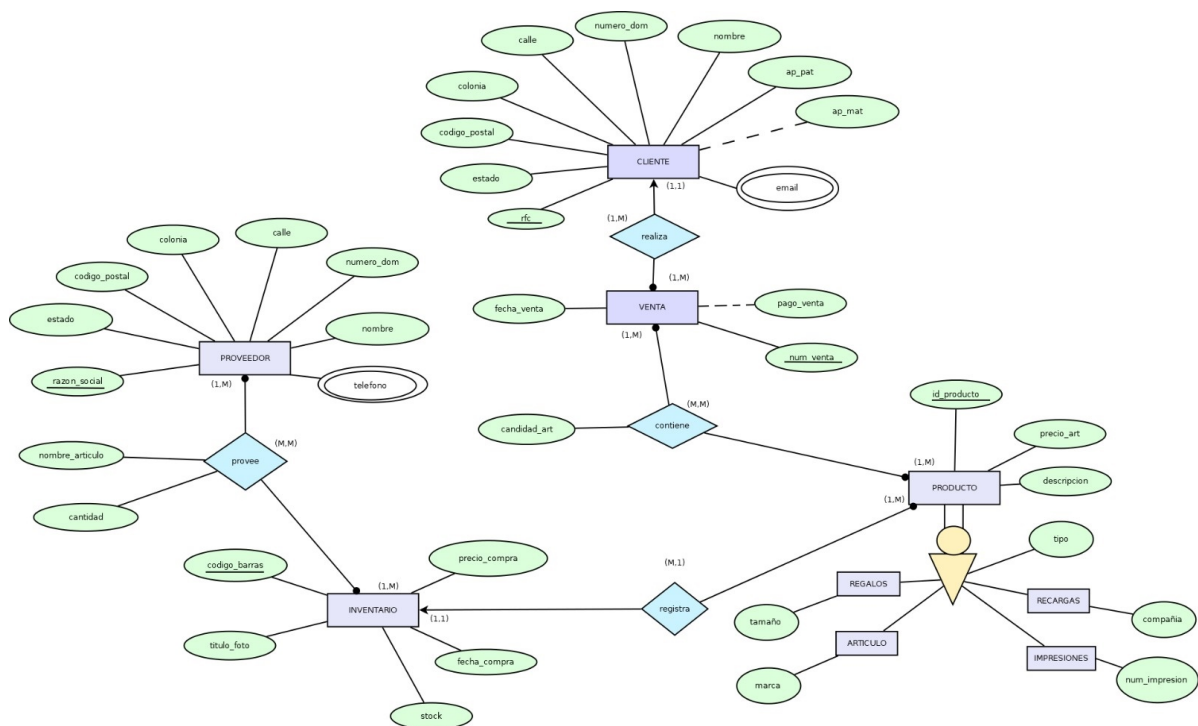 numero_dom
calle
nombre
colonia
ap_pat
ap_mat
codigo_postal
CLIENTE
estado
(1,1)
email
rfc
(1,M)
realiza
(1,M)
fecha_venta
VENTA
pago_venta
(1,M)
num_venta
calle
colonia
numero_dom
codigo_postal
estado
nombre
PROVEEDOR
razon_social
(1,M)
telefono
(M,M)
nombre_articulo
provee
cantidad
candidad_art
(M,M)
contiene
id_producto
precio_art
(1,M)
PRODUCTO
descripcion
(1,M)
codigo_barras
precio_compra
(1,M)
INVENTARIO
(1,1)
titulo_foto
fecha_compra
stock
(M,1)
registra
tipo
REGALOS
RECARGAS
tamaño
compañia
ARTICULO
IMPRESIONES
marca
num_impresion